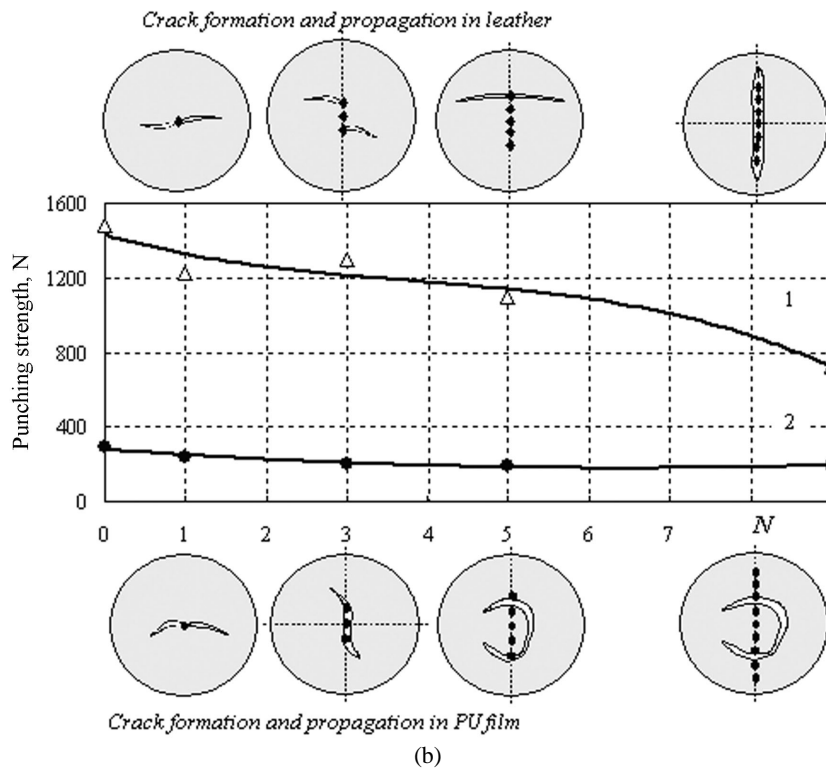 Crack formation and propagation in leather
Punching strength, N
1600
1200
800
400
0
1
2
0 1 2 3 4 5 6 7 N
Crack formation and propagation in PU film
(b)